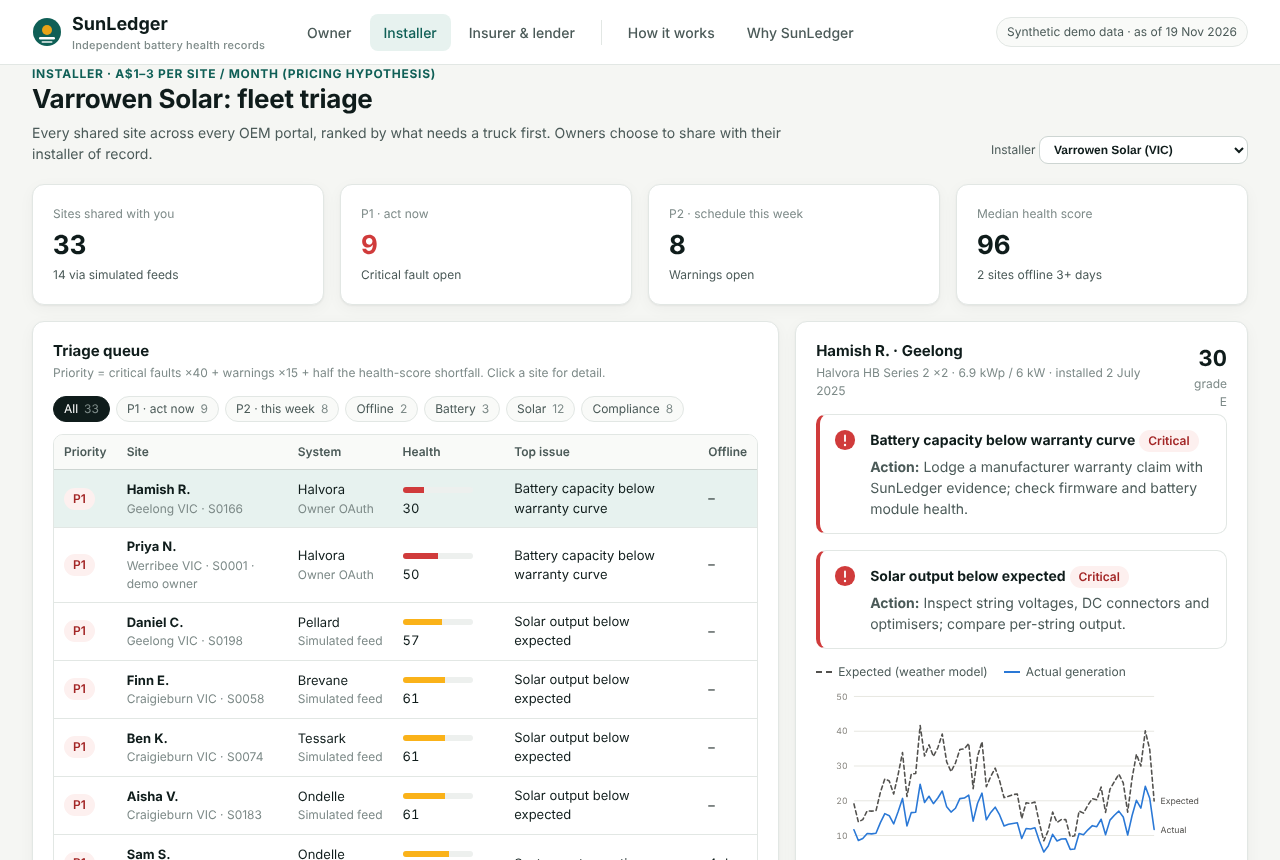 SunLedger
Independent battery health records
Owner
Installer
Insurer & lender
How it works
Why SunLedger
Synthetic demo data · as of 19 Nov 2026
INSTALLER · A$1–3 PER SITE / MONTH (PRICING HYPOTHESIS)
Varrowen Solar: fleet triage
Every shared site across every OEM portal, ranked by what needs a truck first. Owners choose to share with their
installer of record.
Installer
Varrowen Solar (VIC)
Sites shared with you
33
14 via simulated feeds
P1 · act now
9
Critical fault open
P2 · schedule this week
8
Warnings open
Median health score
96
2 sites offline 3+ days
Triage queue
Priority = critical faults ×40 + warnings ×15 + half the health-score shortfall. Click a site for detail.
All 33
P1 · act now 9
P2 · this week 8
Offline 2
Battery 3
Solar 12
Compliance 8
Priority Site System Health Top issue Offline
P1
Hamish R.
Geelong VIC · S0166
Halvora
Owner OAuth
30
Battery capacity below
warranty curve
–
P1
Priya N.
Werribee VIC · S0001 ·
demo owner
Halvora
Owner OAuth
50
Battery capacity below
warranty curve
–
P1
Daniel C.
Geelong VIC · S0198
Pellard
Simulated feed
57
Solar output below
expected
–
P1
Finn E.
Craigieburn VIC · S0058
Brevane
Simulated feed
61
Solar output below
expected
–
P1
Ben K.
Craigieburn VIC · S0074
Tessark
Simulated feed
61
Solar output below
expected
–
P1
Aisha V.
Craigieburn VIC · S0183
Ondelle
Simulated feed
61
Solar output below
expected
–
Sam S.
Ondelle
Hamish R. · Geelong
Halvora HB Series 2 ×2 · 6.9 kWp / 6 kW · installed 2 July
2025
30
grade
E
Battery capacity below warranty curve Critical
Action: Lodge a manufacturer warranty claim with
SunLedger evidence; check firmware and battery
module health.
Solar output below expected Critical
Action: Inspect string voltages, DC connectors and
optimisers; compare per-string output.
Expected (weather model)
Actual generation
50
40
30
20
10
Expected
Actual